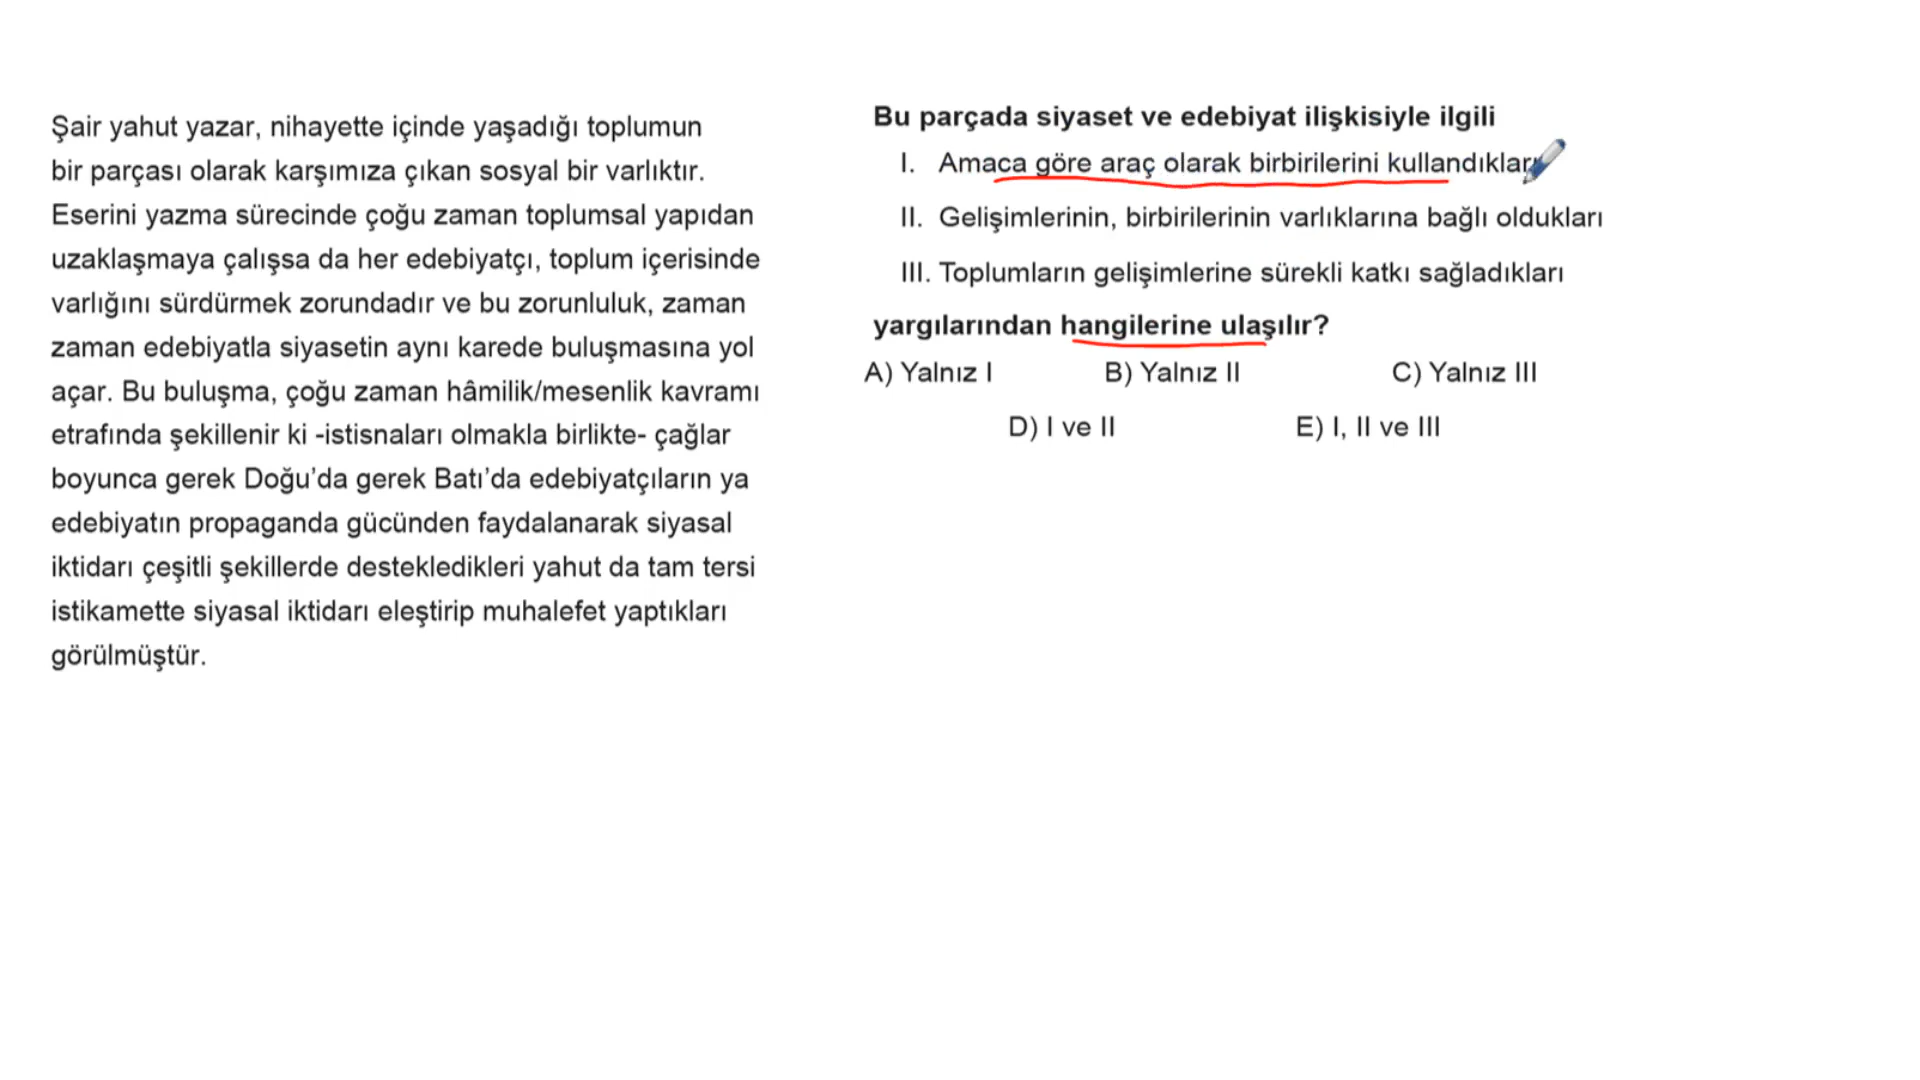 Şair yahut yazar, nihayette içinde yaşadığı toplumun
bir parçası olarak karşımıza çıkan sosyal bir varlıktır.
Eserini yazma sürecinde çoğu zaman toplumsal yapıdan
uzaklaşmaya çalışsa da her edebiyatçı, toplum içerisinde
varlığını sürdürmek zorundadır ve bu zorunluluk, zaman
zaman edebiyatla siyasetin aynı karede buluşmasına yol
açar. Bu buluşma, çoğu zaman hâmilik/mesenlik kavramı
etrafında şekillenir ki -istisnaları olmakla birlikte- çağlar
boyunca gerek Doğu’da gerek Batı’da edebiyatçıların ya
edebiyatın propaganda gücünden faydalanarak siyasal
iktidarı çeşitli şekillerde destekledikleri yahut da tam tersi
istikamette siyasal iktidarı eleştirip muhalefet yaptıkları
görülmüştür.
Bu parçada siyaset ve edebiyat ilişkisiyle ilgili
I. Amaca göre araç olarak birbirilerini kullandıkları
II. Gelişimlerinin, birbirilerinin varlıklarına bağlı oldukları
III. Toplumların gelişimlerine sürekli katkı sağladıkları
yargılarından hangilerine ulaşılır?
A) Yalnız I B) Yalnız II C) Yalnız III
D) I ve II E) I, II ve III